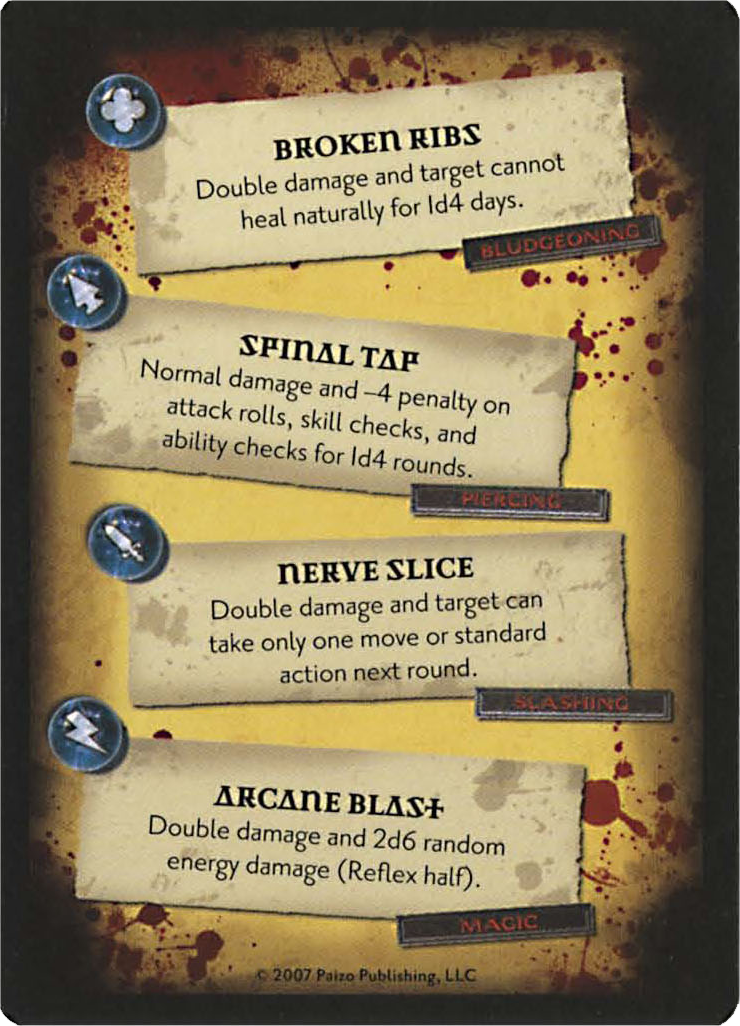 BROKEN RIBS
Double damage and target cannot
heal naturally for 1d4 days.
BLUDGEONING
SPINAL TAP
Normal damage and –4 penalty on
attack rolls, skill checks, and
ability checks for 1d4 rounds.
PIERCING
NERVE SLICE
Double damage and target can
take only one move or standard
action next round.
SLASHING
ARCANE BLAST
Double damage and 2d6 random
energy damage (Reflex half).
MAGIC
© 2007 Paizo Publishing, LLC